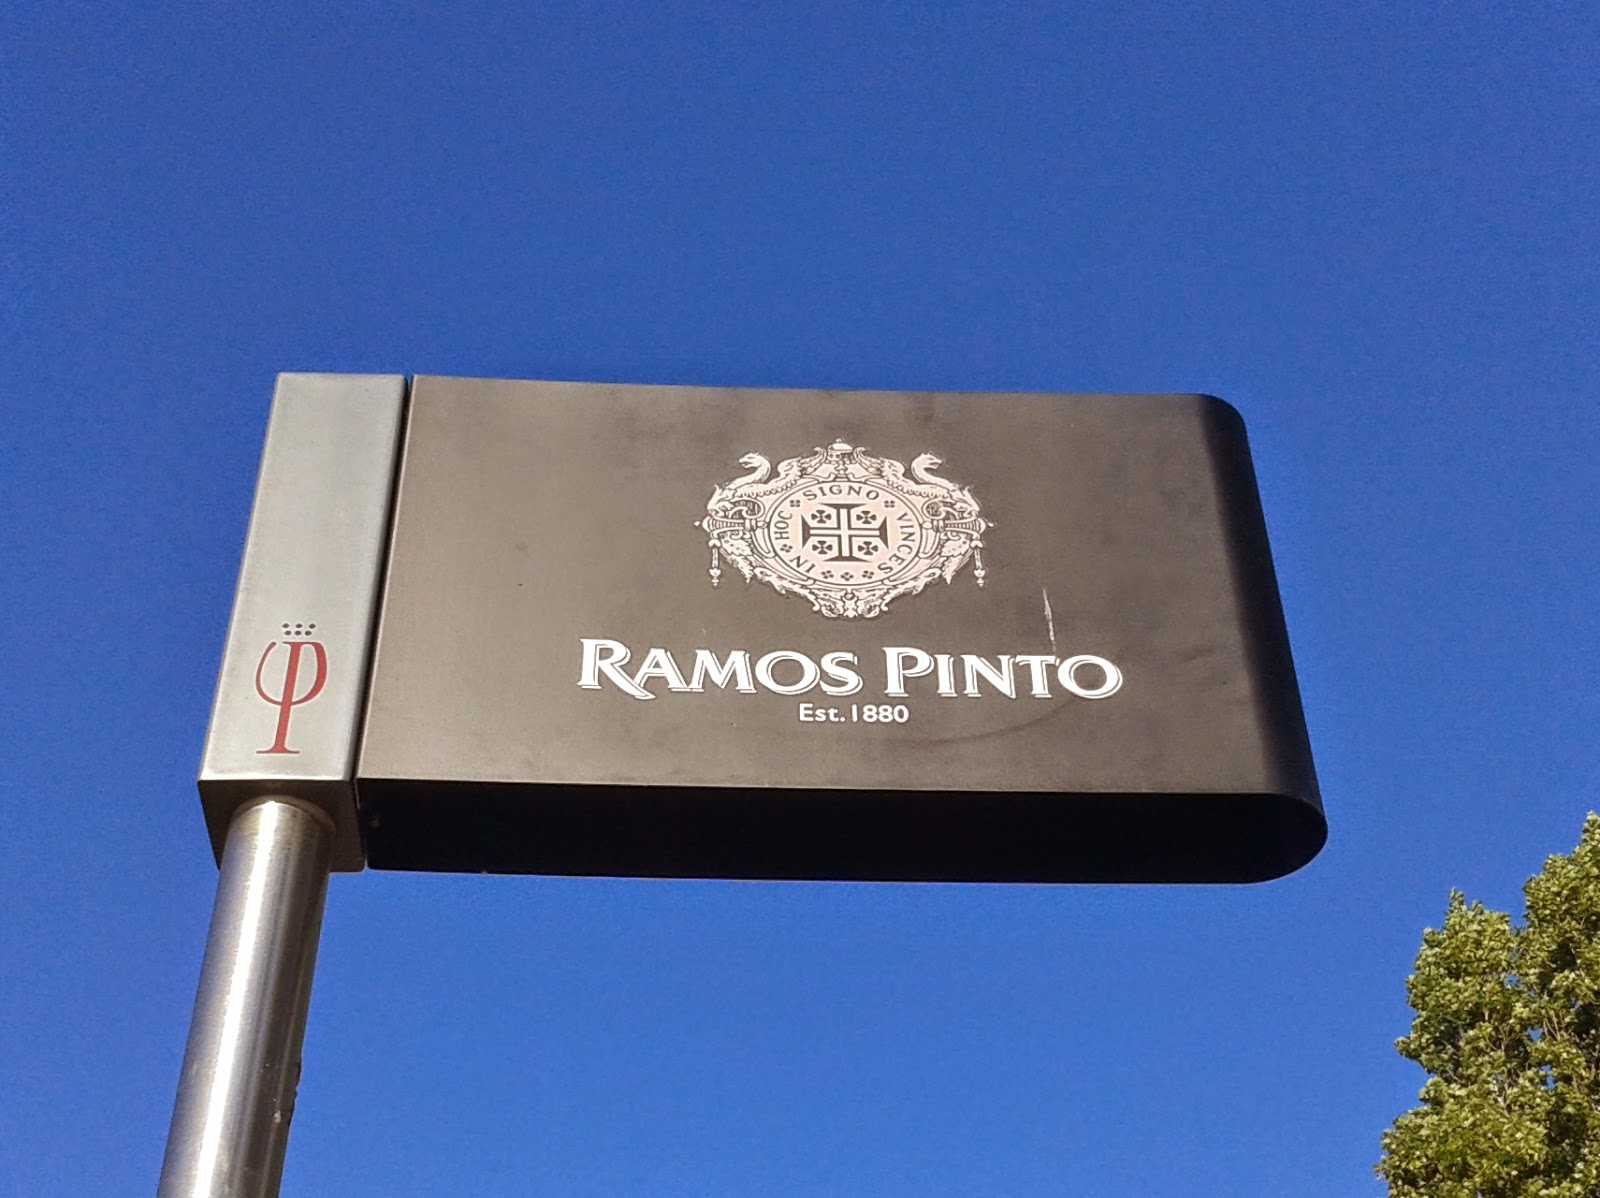 IN HOC SIGNO VINCES
RAMOS PINTO
Est. 1880